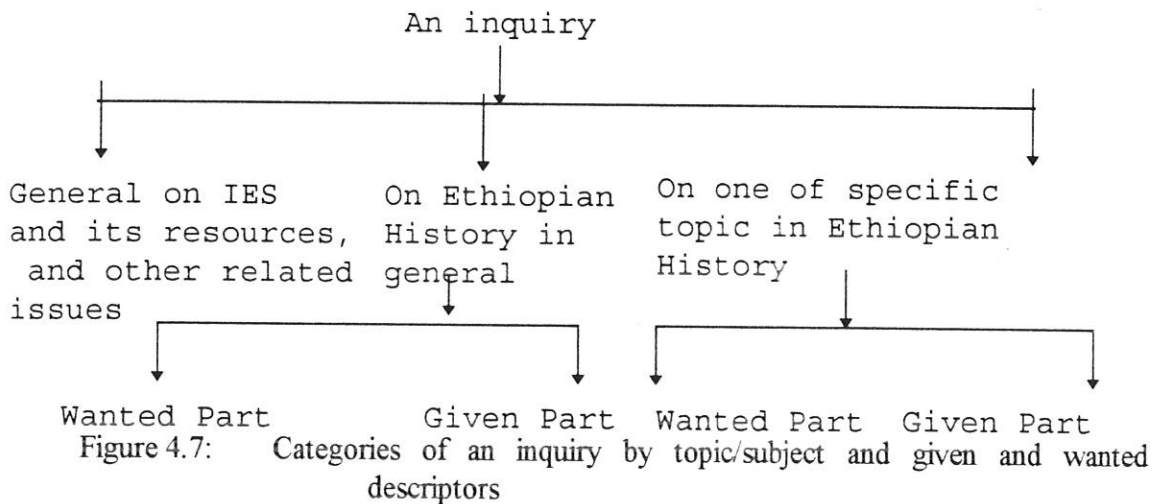 An inquiry
General on IES
and its resources,
and other related
issues
On Ethiopian
History in
general
On one of specific
topic in Ethiopian
History
Wanted Part
Given Part
Wanted Part
Given Part
Figure 4.7: Categories of an inquiry by topic/subject and given and wanted
descriptors